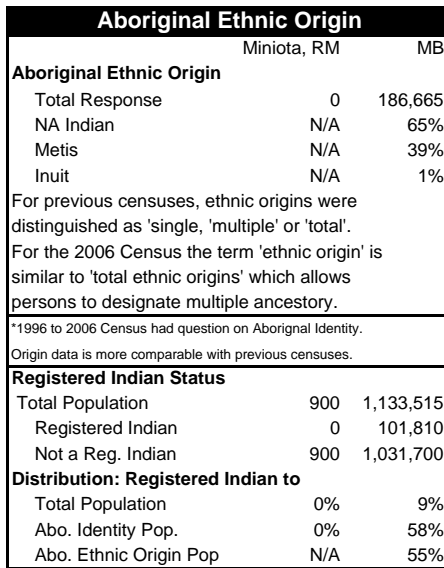 Aboriginal Ethnic Origin
Miniota, RM MB
Aboriginal Ethnic Origin
Total Response 0 186,665
NA Indian N/A 65%
Metis N/A 39%
Inuit N/A 1%
For previous censuses, ethnic origins were
distinguished as 'single, 'multiple' or 'total'.
For the 2006 Census the term 'ethnic origin' is
similar to 'total ethnic origins' which allows
persons to designate multiple ancestory.
*1996 to 2006 Census had question on Aborignal Identity.
Origin data is more comparable with previous censuses.
Registered Indian Status
Total Population 900 1,133,515
Registered Indian 0 101,810
Not a Reg. Indian 900 1,031,700
Distribution: Registered Indian to
Total Population 0% 9%
Abo. Identity Pop. 0% 58%
Abo. Ethnic Origin Pop N/A 55%